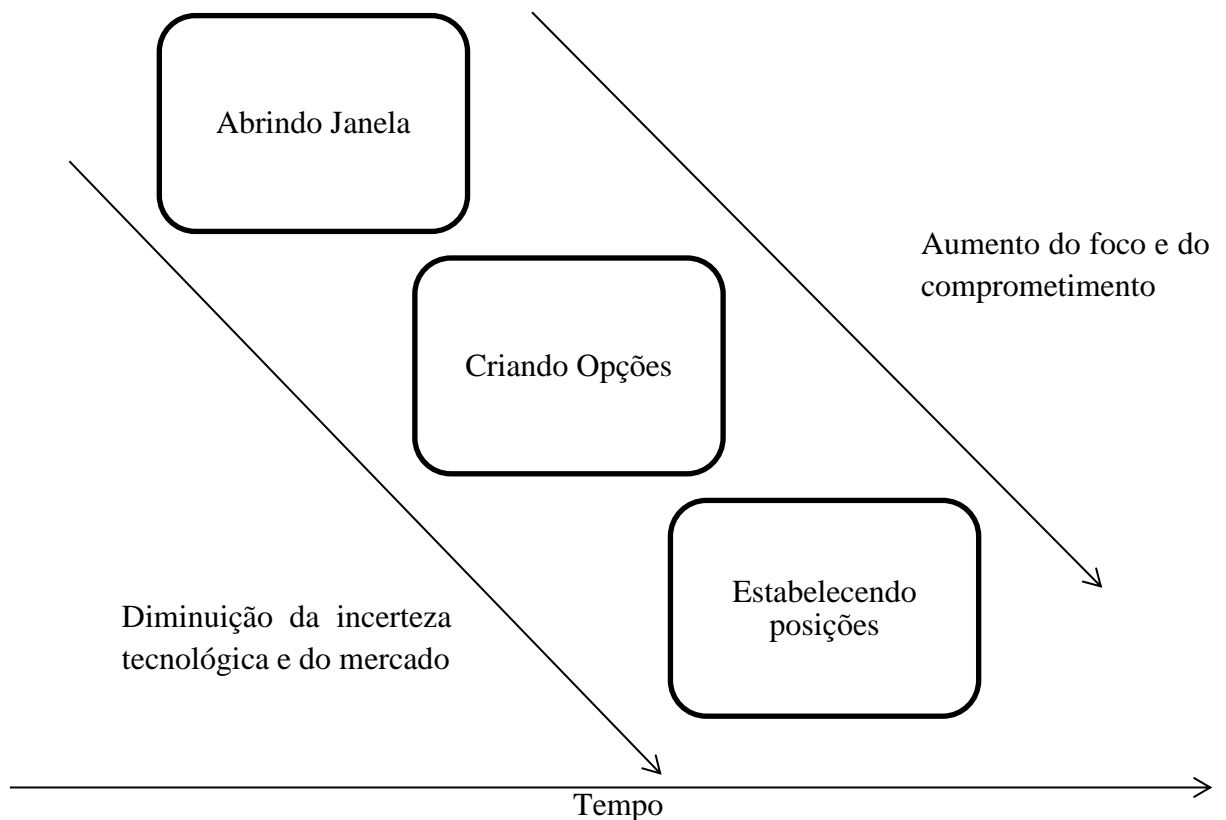 Abrindo Janela
Aumento do foco e do
comprometimento
Criando Opções
Estabelecendo
posições
Diminuição da incerteza
tecnológica e do mercado
Tempo